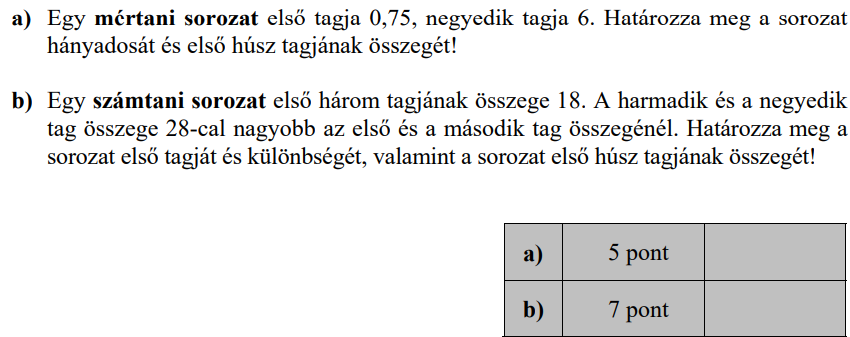 a) Egy mértani sorozat első tagja 0,75, negyedik tagja 6. Határozza meg a sorozat
hányadosát és első húsz tagjának összegét!
b) Egy számtani sorozat első három tagjának összege 18. A harmadik és a negyedik
tag összege 28-cal nagyobb az első és a második tag összegénél. Határozza meg a
sorozat első tagját és különbségét, valamint a sorozat első húsz tagjának összegét!
a) 5 pont
b) 7 pont